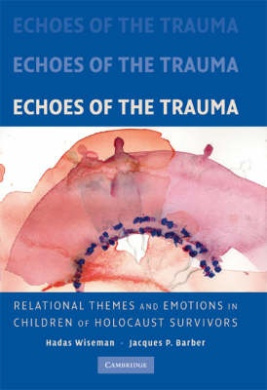 ECHOES OF THE TRAUMA
ECHOES OF THE TRAUMA
ECHOES OF THE TRAUMA
RELATIONAL THEMES AND EMOTIONS IN
CHILDREN OF HOLOCAUST SURVIVORS
Hadas Wiseman • Jacques P. Barber
CAMBRIDGE